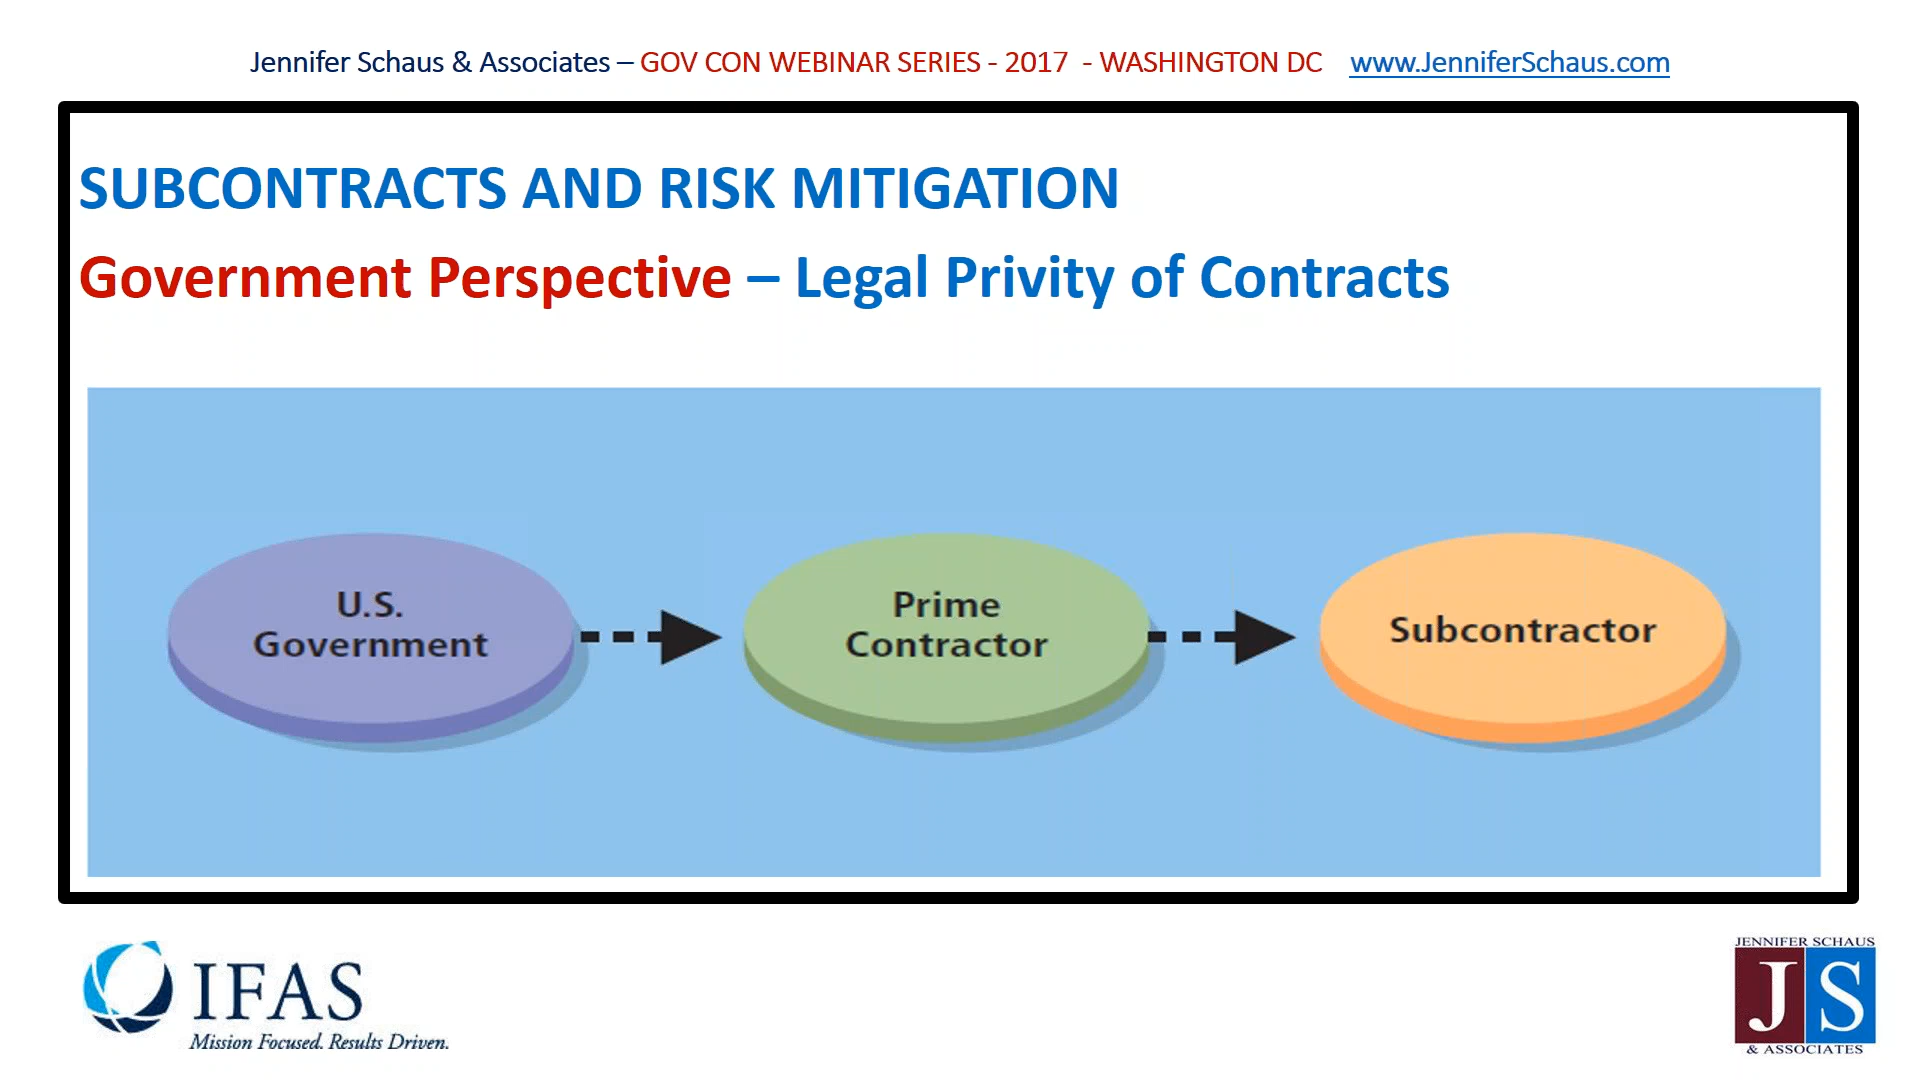 Jennifer Schaus & Associates – GOV CON WEBINAR SERIES - 2017 - WASHINGTON DC www.JenniferSchaus.com
SUBCONTRACTS AND RISK MITIGATION
Government Perspective – Legal Privity of Contracts
U.S.
Government
Prime
Contractor
Subcontractor
IFAS
Mission Focused. Results Driven.
JENNIFER SCHAUS
JS
& ASSOCIATES